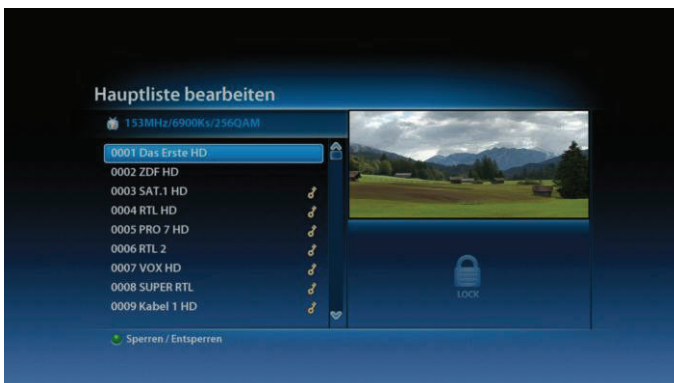 Hauptliste bearbeiten
153MHz/6900Ks/256QAM
0001 Das Erste HD
0002 ZDF HD
0003 SAT.1 HD
0004 RTL HD
0005 PRO 7 HD
0006 RTL 2
0007 VOX HD
0008 SUPER RTL
0009 Kabel 1 HD
LOCK
Sperren / Entsperren